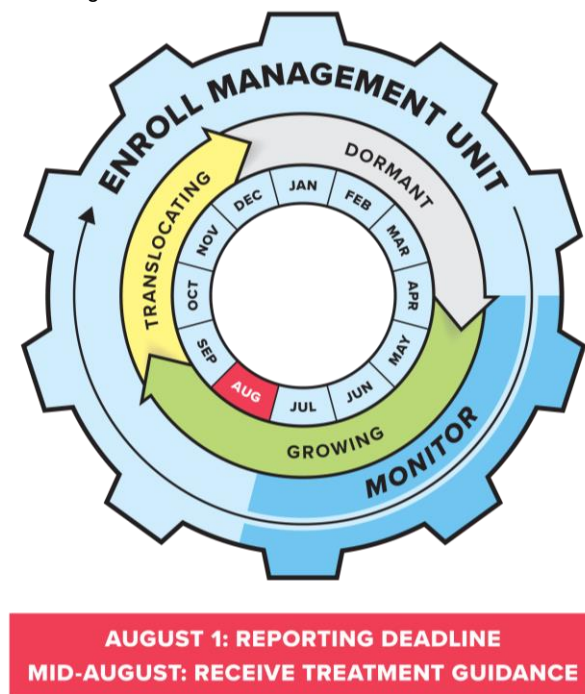 ENROLL MANAGEMENT UNIT
DORMANT
TRANSLOCATING
GROWING
MONITOR
JAN
FEB
MAR
APR
MAY
JUN
JUL
AUG
SEP
OCT
NOV
DEC
AUGUST 1: REPORTING DEADLINE
MID-AUGUST: RECEIVE TREATMENT GUIDANCE